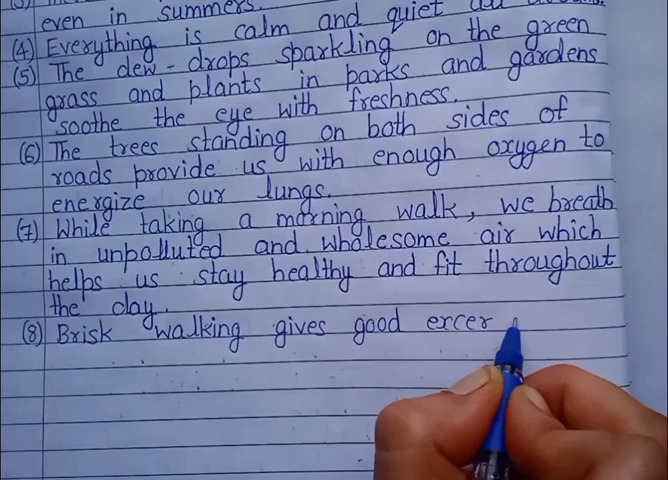 even in summers.
(4) Everything is calm and quiet all
(5) The dew-drops sparkling on the green
grass and plants in parks and gardens
soothe the eye with freshness.
(6) The trees standing on both sides of
roads provide us with enough oxygen to
energize our lungs.
(7) While taking a morning walk, we breath
in unpolluted and wholesome air which
helps us stay healthy and fit throughout
the day.
(8) Brisk walking gives good excer